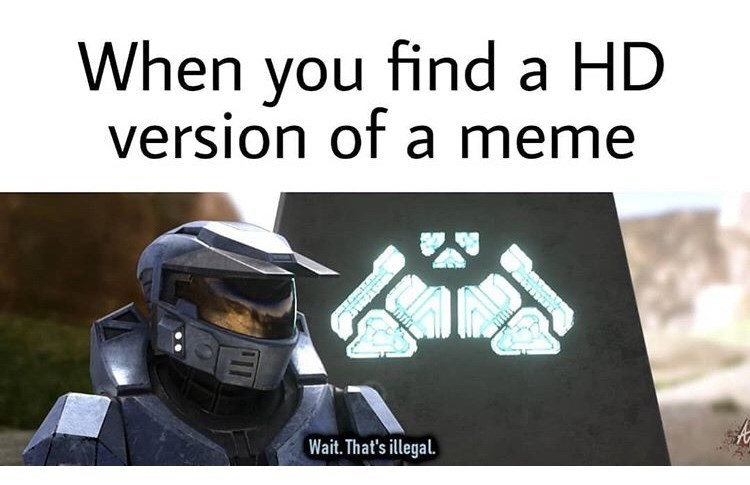 When you find a HD
version of a meme
Wait. That's illegal.